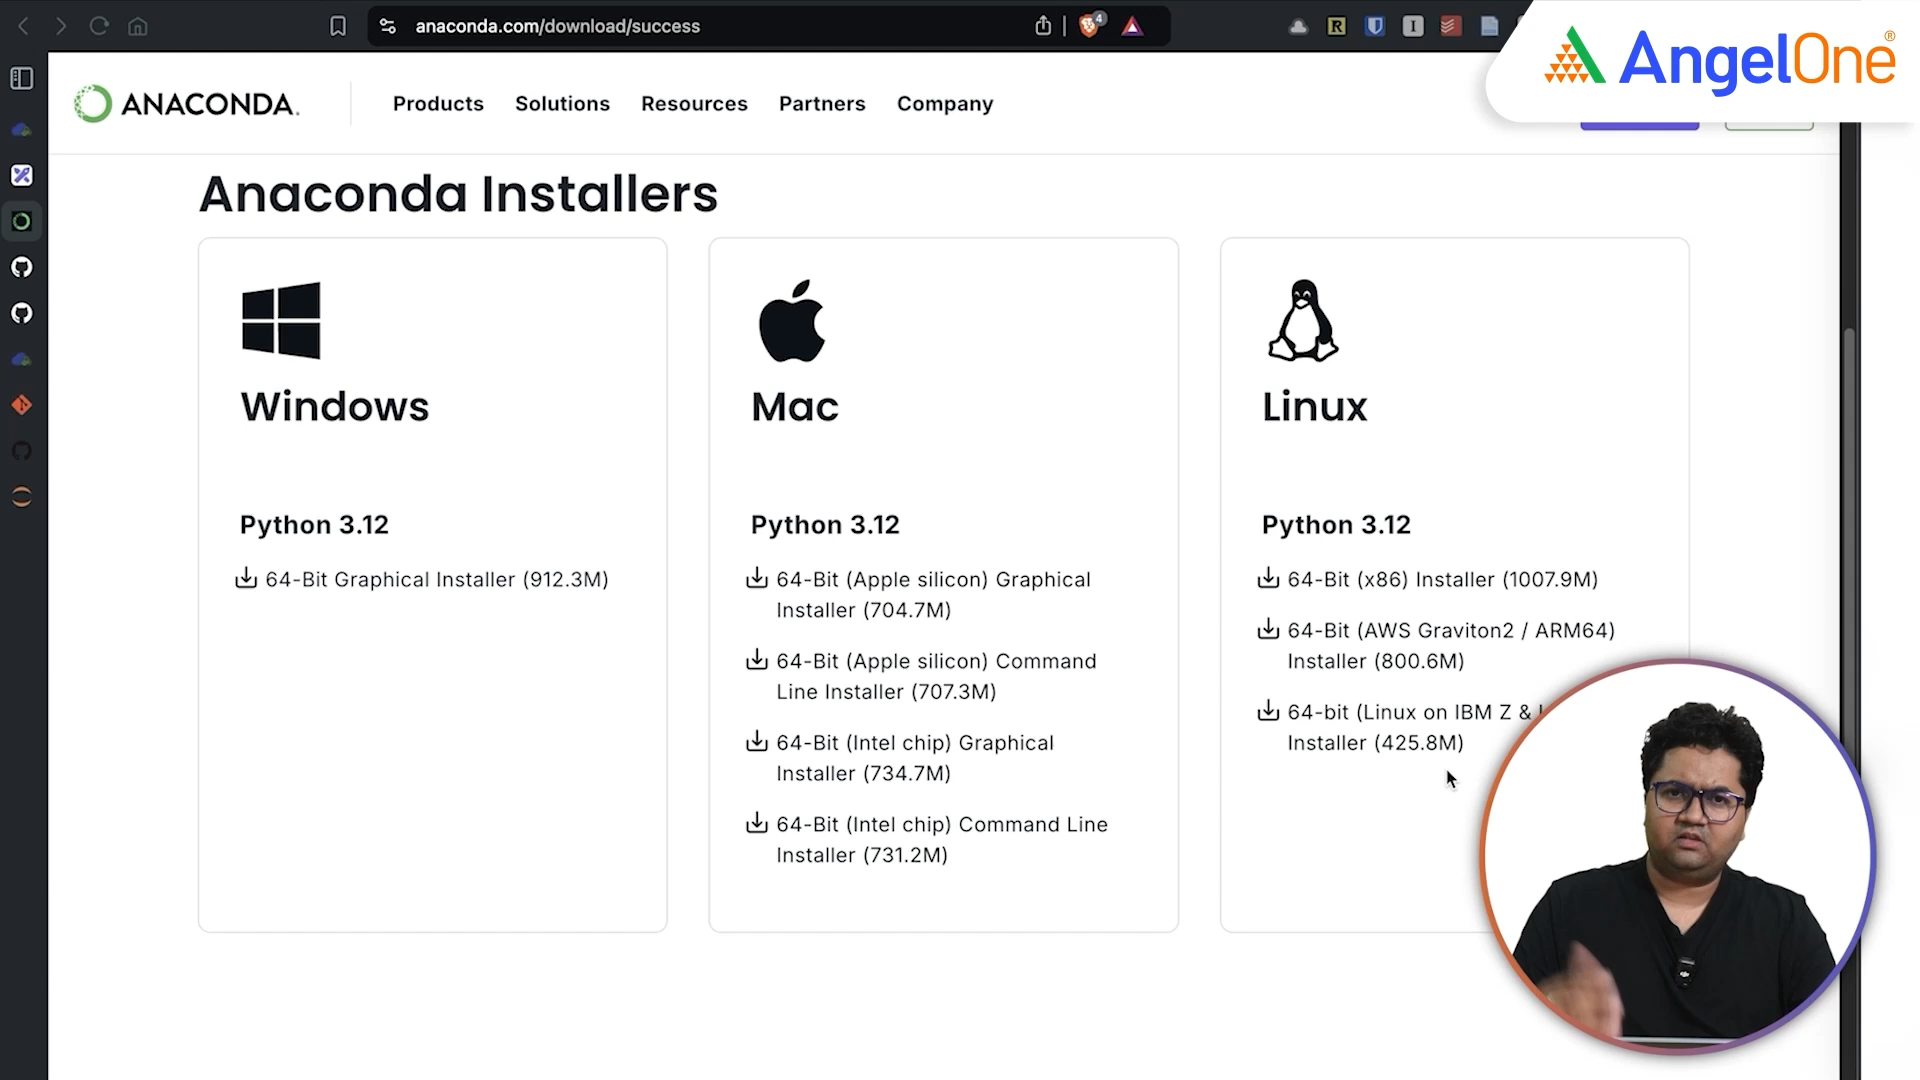 anaconda.com/download/success
4
R
I
AngelOne®
ANACONDA.
Products
Solutions
Resources
Partners
Company
Anaconda Installers
Windows
Python 3.12
64-Bit Graphical Installer (912.3M)
Mac
Python 3.12
64-Bit (Apple silicon) Graphical
Installer (704.7M)
64-Bit (Apple silicon) Command
Line Installer (707.3M)
64-Bit (Intel chip) Graphical
Installer (734.7M)
64-Bit (Intel chip) Command Line
Installer (731.2M)
Linux
Python 3.12
64-Bit (x86) Installer (1007.9M)
64-Bit (AWS Graviton2 / ARM64)
Installer (800.6M)
64-bit (Linux on IBM Z &
Installer (425.8M)